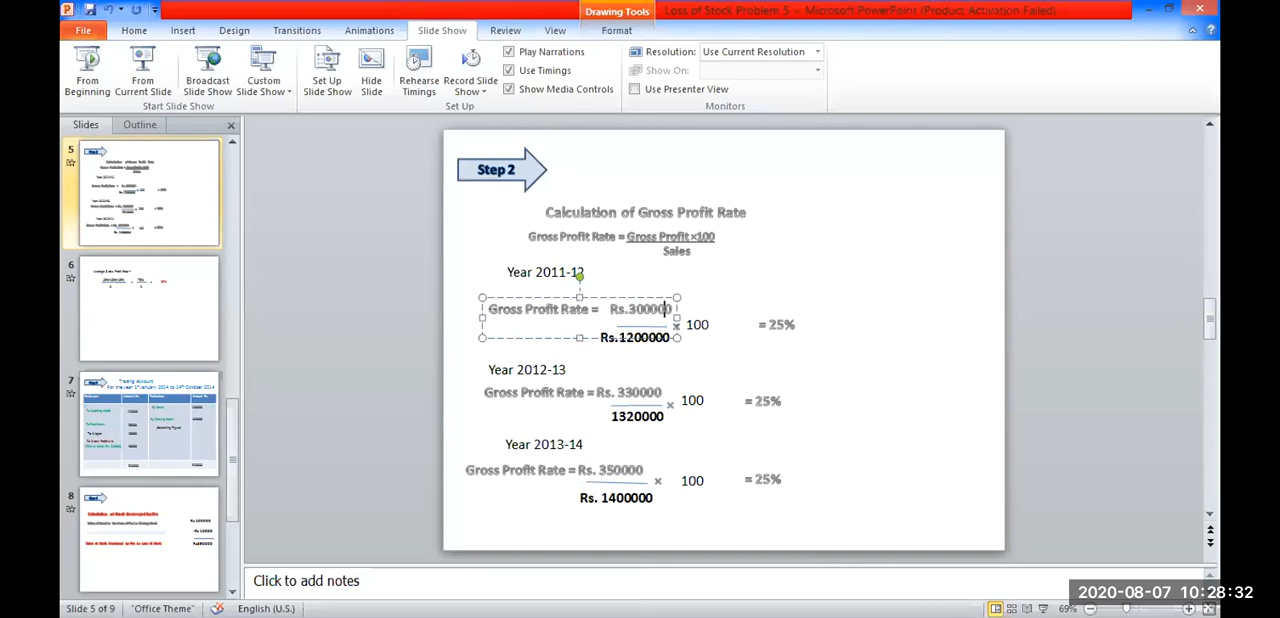 Drawing Tools
Loss of Stock Problem 5 - Microsoft PowerPoint (Product Activation Failed)
File Home Insert Design Transitions Animations Slide Show Review View Format
From Beginning
From Current Slide
Broadcast Slide Show
Custom Slide Show
Start Slide Show
Set Up Slide Show
Hide Slide
Rehearse Timings
Record Slide Show
Play Narrations
Use Timings
Show Media Controls
Set Up
Resolution: Use Current Resolution
Show On:
Use Presenter View
Monitors
Slides Outline
5
6
7
8
Step 2
Calculation of Gross Profit Rate
Gross Profit Rate = Gross Profit×100
Sales
Year 2011-12
Gross Profit Rate = Rs.300000
× 100 = 25%
Rs.1200000
Year 2012-13
Gross Profit Rate = Rs. 330000
× 100 = 25%
1320000
Year 2013-14
Gross Profit Rate = Rs. 350000
× 100 = 25%
Rs. 1400000
Click to add notes
2020-08-07 10:28:32
Slide 5 of 9 "Office Theme" English (U.S.) 69%